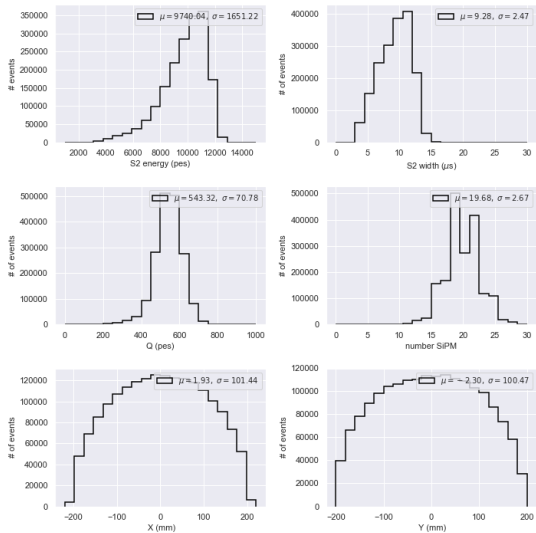 μ = 9740.04, σ = 1651.22
350000
300000
250000
200000
150000
100000
50000
0
# of events
2000 4000 6000 8000 10000 12000 14000
S2 energy (pes)
μ = 9.28, σ = 2.47
400000
300000
200000
100000
0
# of events
0 5 10 15 20 25 30
S2 width (μs)
μ = 543.32, σ = 70.78
500000
400000
300000
200000
100000
0
# of events
0 200 400 600 800 1000
Q (pes)
μ = 19.68, σ = 2.67
500000
400000
300000
200000
100000
0
# of events
0 5 10 15 20 25 30
number SiPM
μ = 1.93, σ = 101.44
120000
100000
80000
60000
40000
20000
0
# of events
−200 −100 0 100 200
X (mm)
μ = −2.30, σ = 100.47
120000
100000
80000
60000
40000
20000
0
# of events
−200 −100 0 100 200
Y (mm)